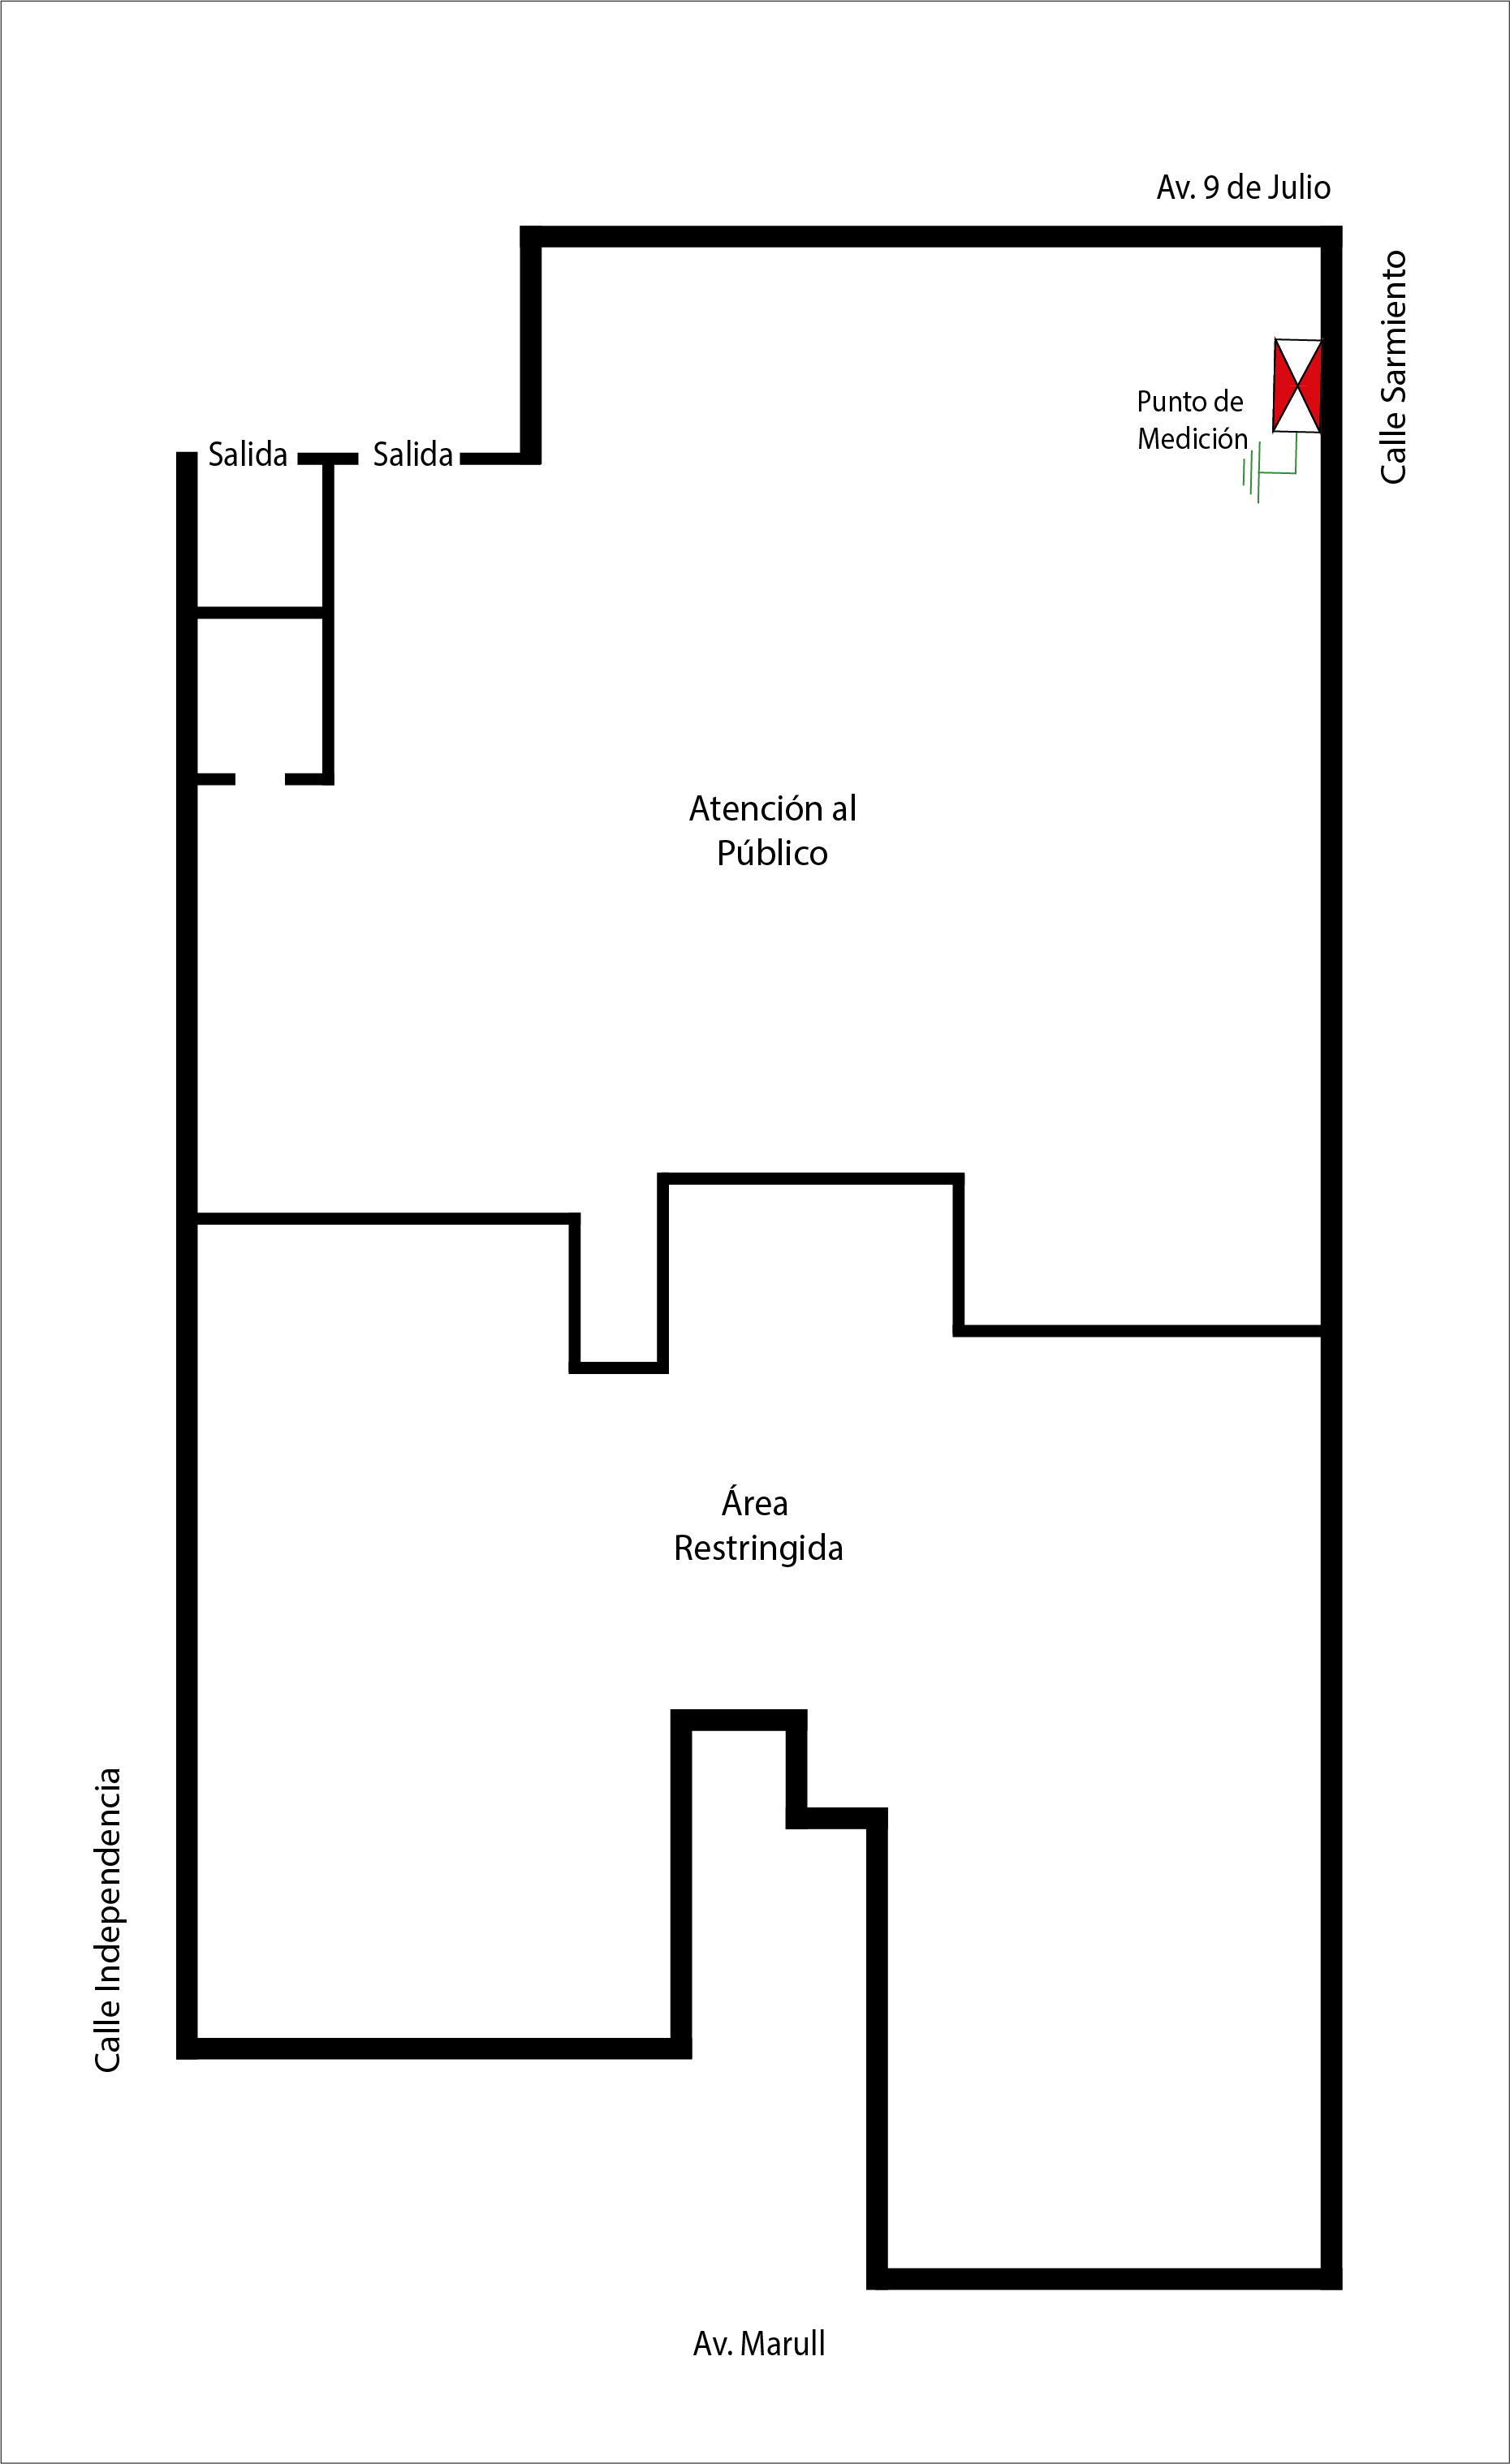 Av. 9 de Julio
Calle Sarmiento
Punto de
Medición
Salida
Salida
Atención al
Público
Área
Restringida
Calle Independencia
Av. Marull